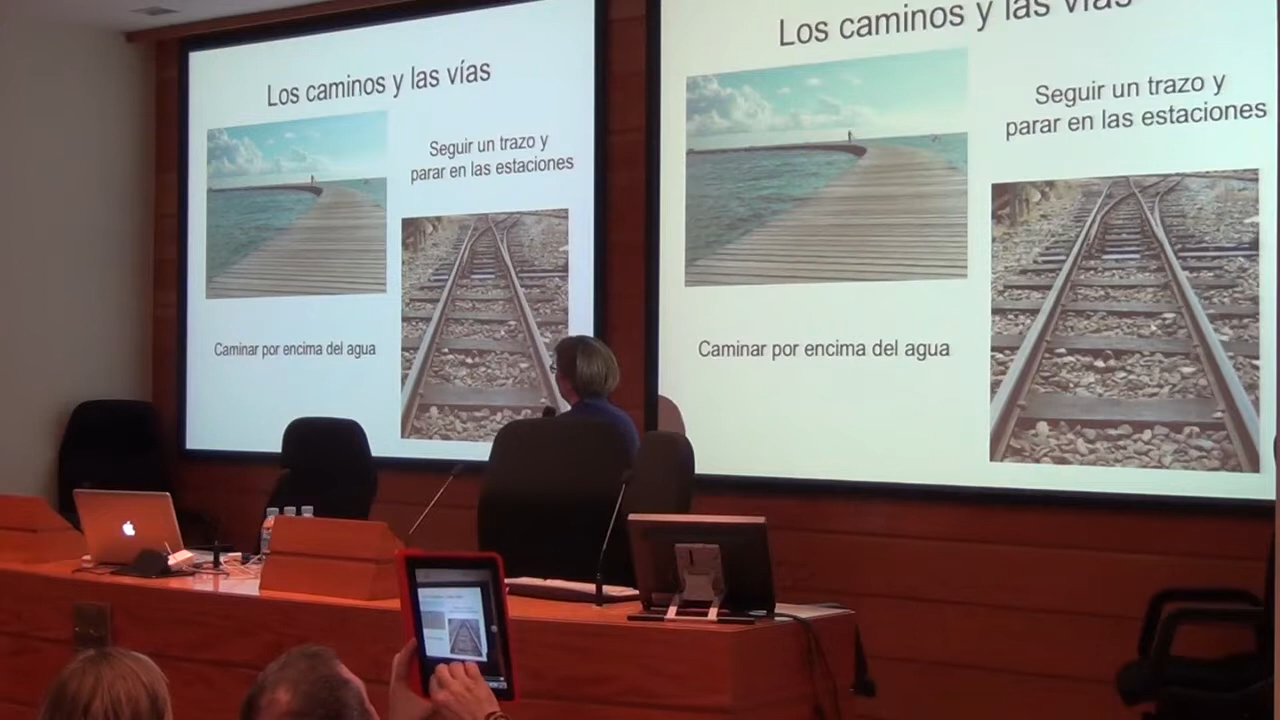 Los caminos y las vías
Seguir un trazo y
parar en las estaciones
Caminar por encima del agua
Los caminos y las vías
Seguir un trazo y
parar en las estaciones
Caminar por encima del agua